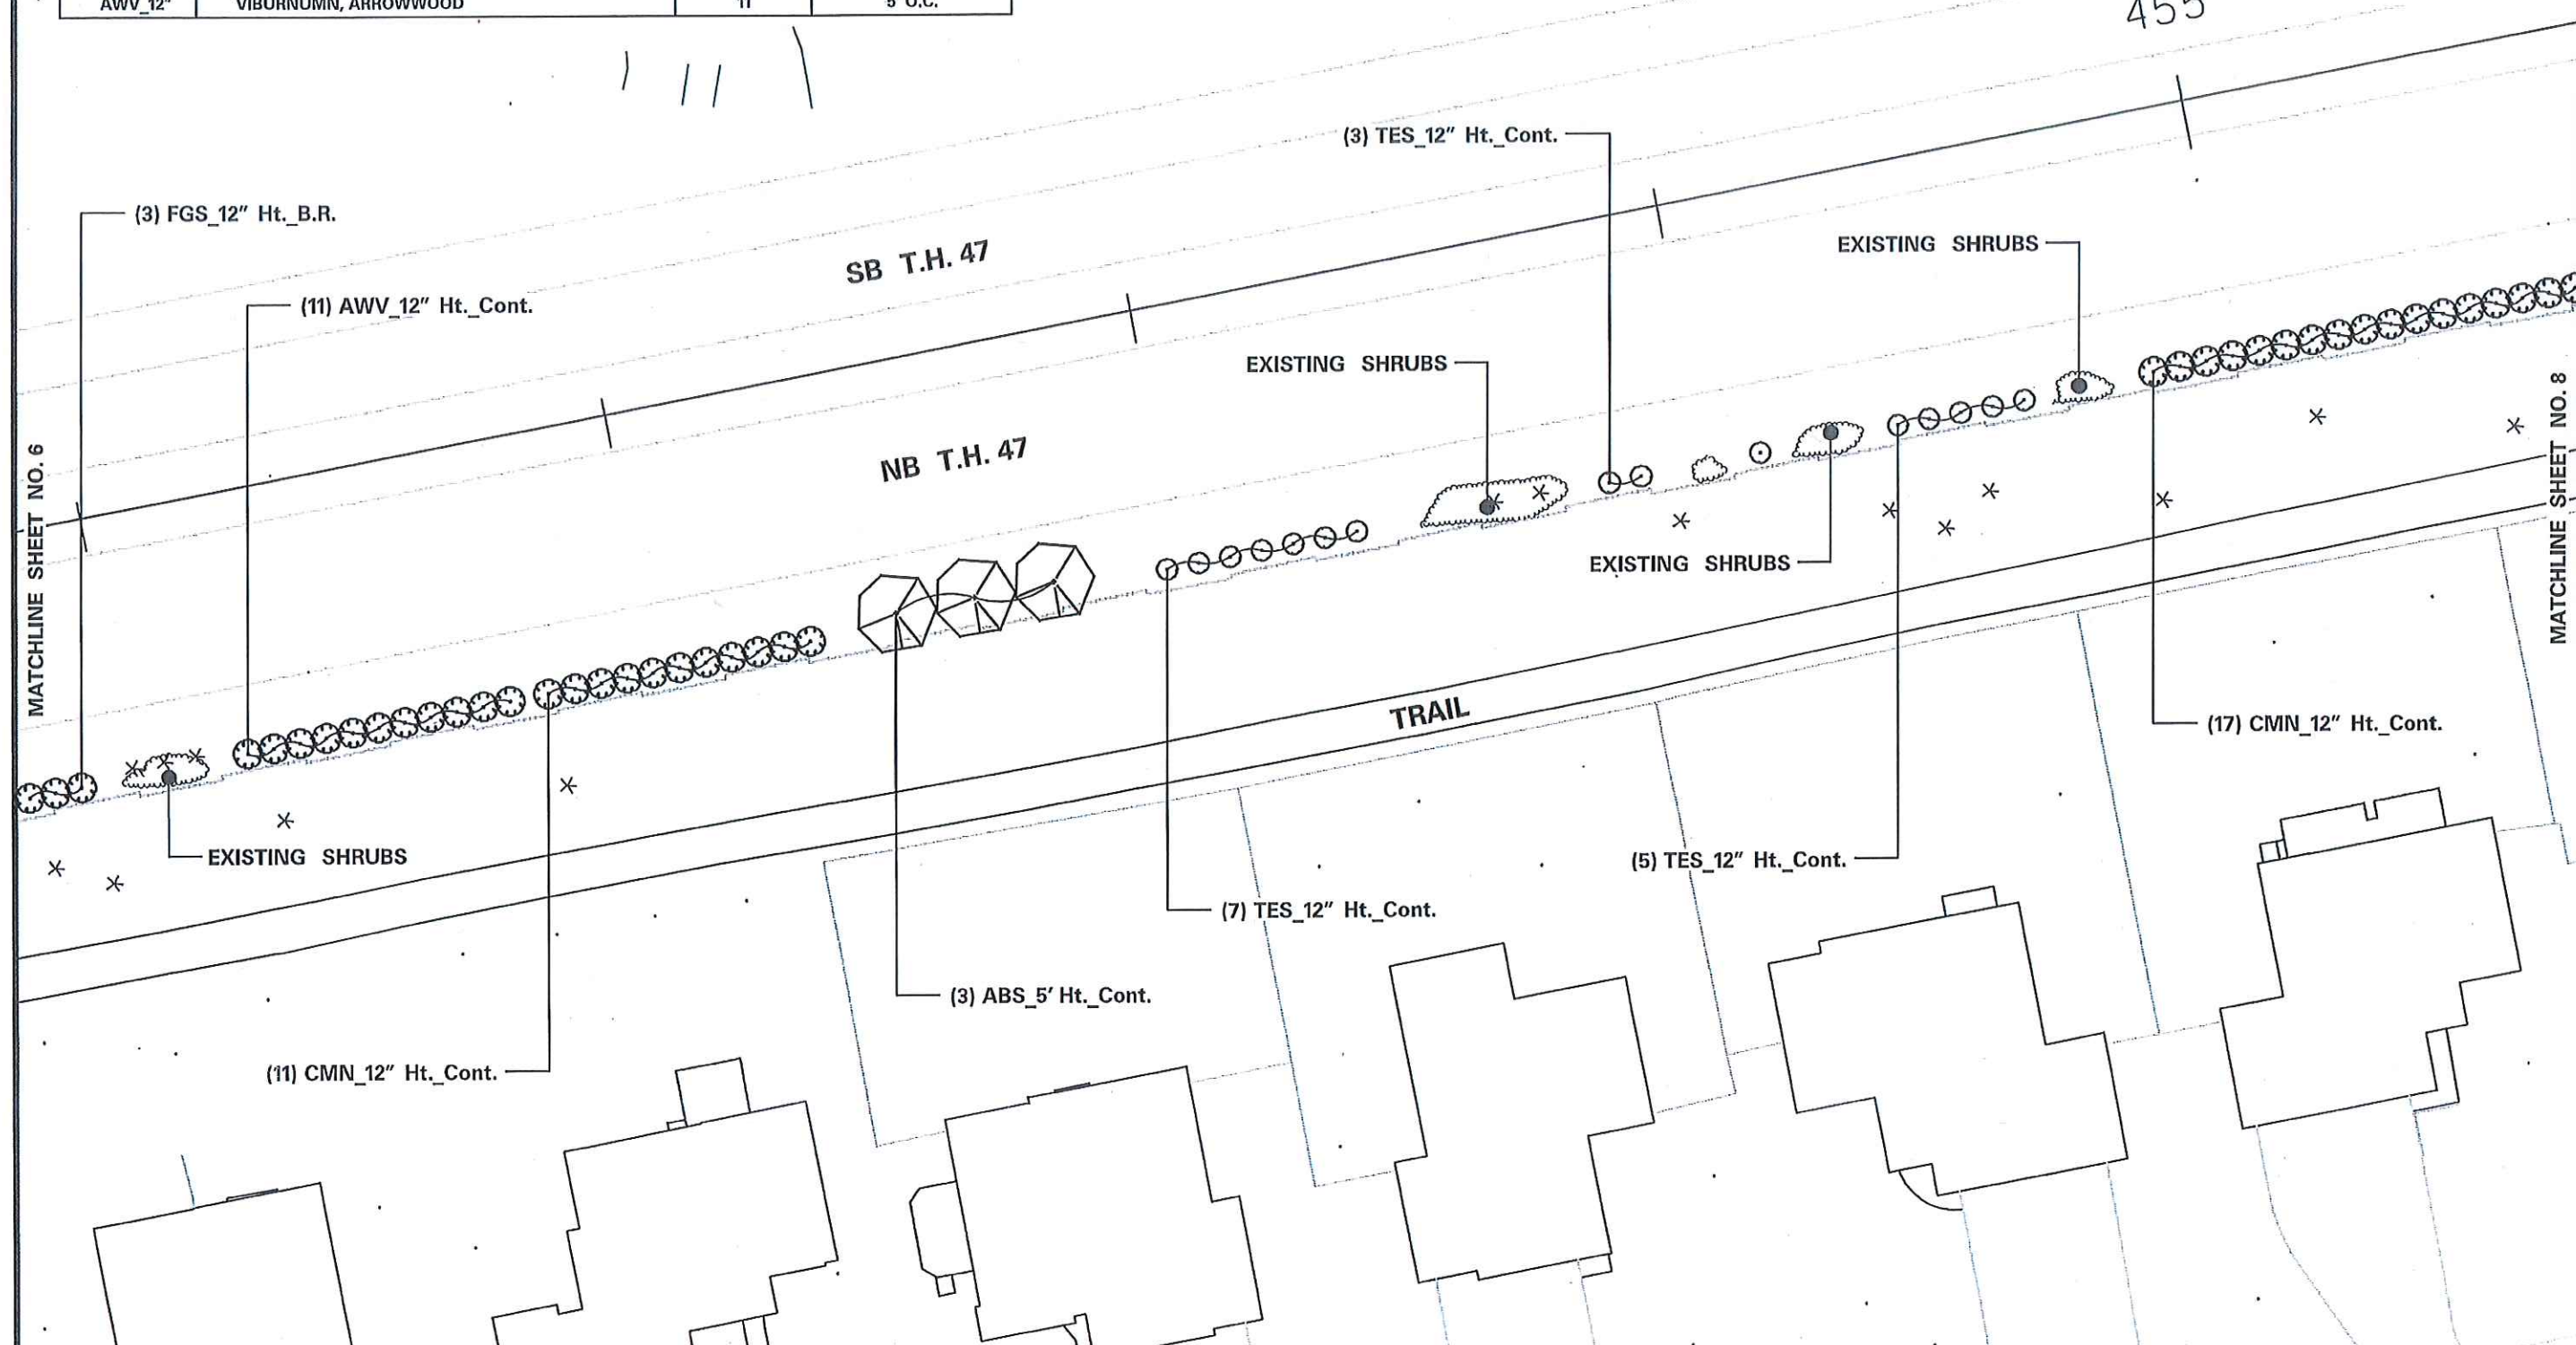 AWV_12" VIBURNUMN, ARROWWOOD 11 5' O.C.
455
(3) TES_12" Ht._Cont.
(3) FGS_12" Ht._B.R.
EXISTING SHRUBS
SB T.H. 47
(11) AWV_12" Ht._Cont.
EXISTING SHRUBS
NB T.H. 47
MATCHLINE SHEET NO. 6
MATCHLINE SHEET NO. 8
EXISTING SHRUBS
TRAIL
(17) CMN_12" Ht._Cont.
EXISTING SHRUBS
(5) TES_12" Ht._Cont.
(7) TES_12" Ht._Cont.
(3) ABS_5' Ht._Cont.
(11) CMN_12" Ht._Cont.